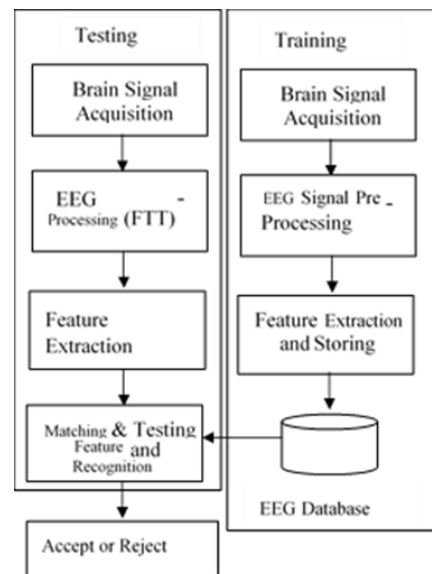 Testing
Brain Signal
Acquisition
EEG -
Processing (FTT)
Feature
Extraction
Matching & Testing
Feature and
Recognition
Accept or Reject
Training
Brain Signal
Acquisition
EEG Signal Pre -
Processing
Feature Extraction
and Storing
EEG Database